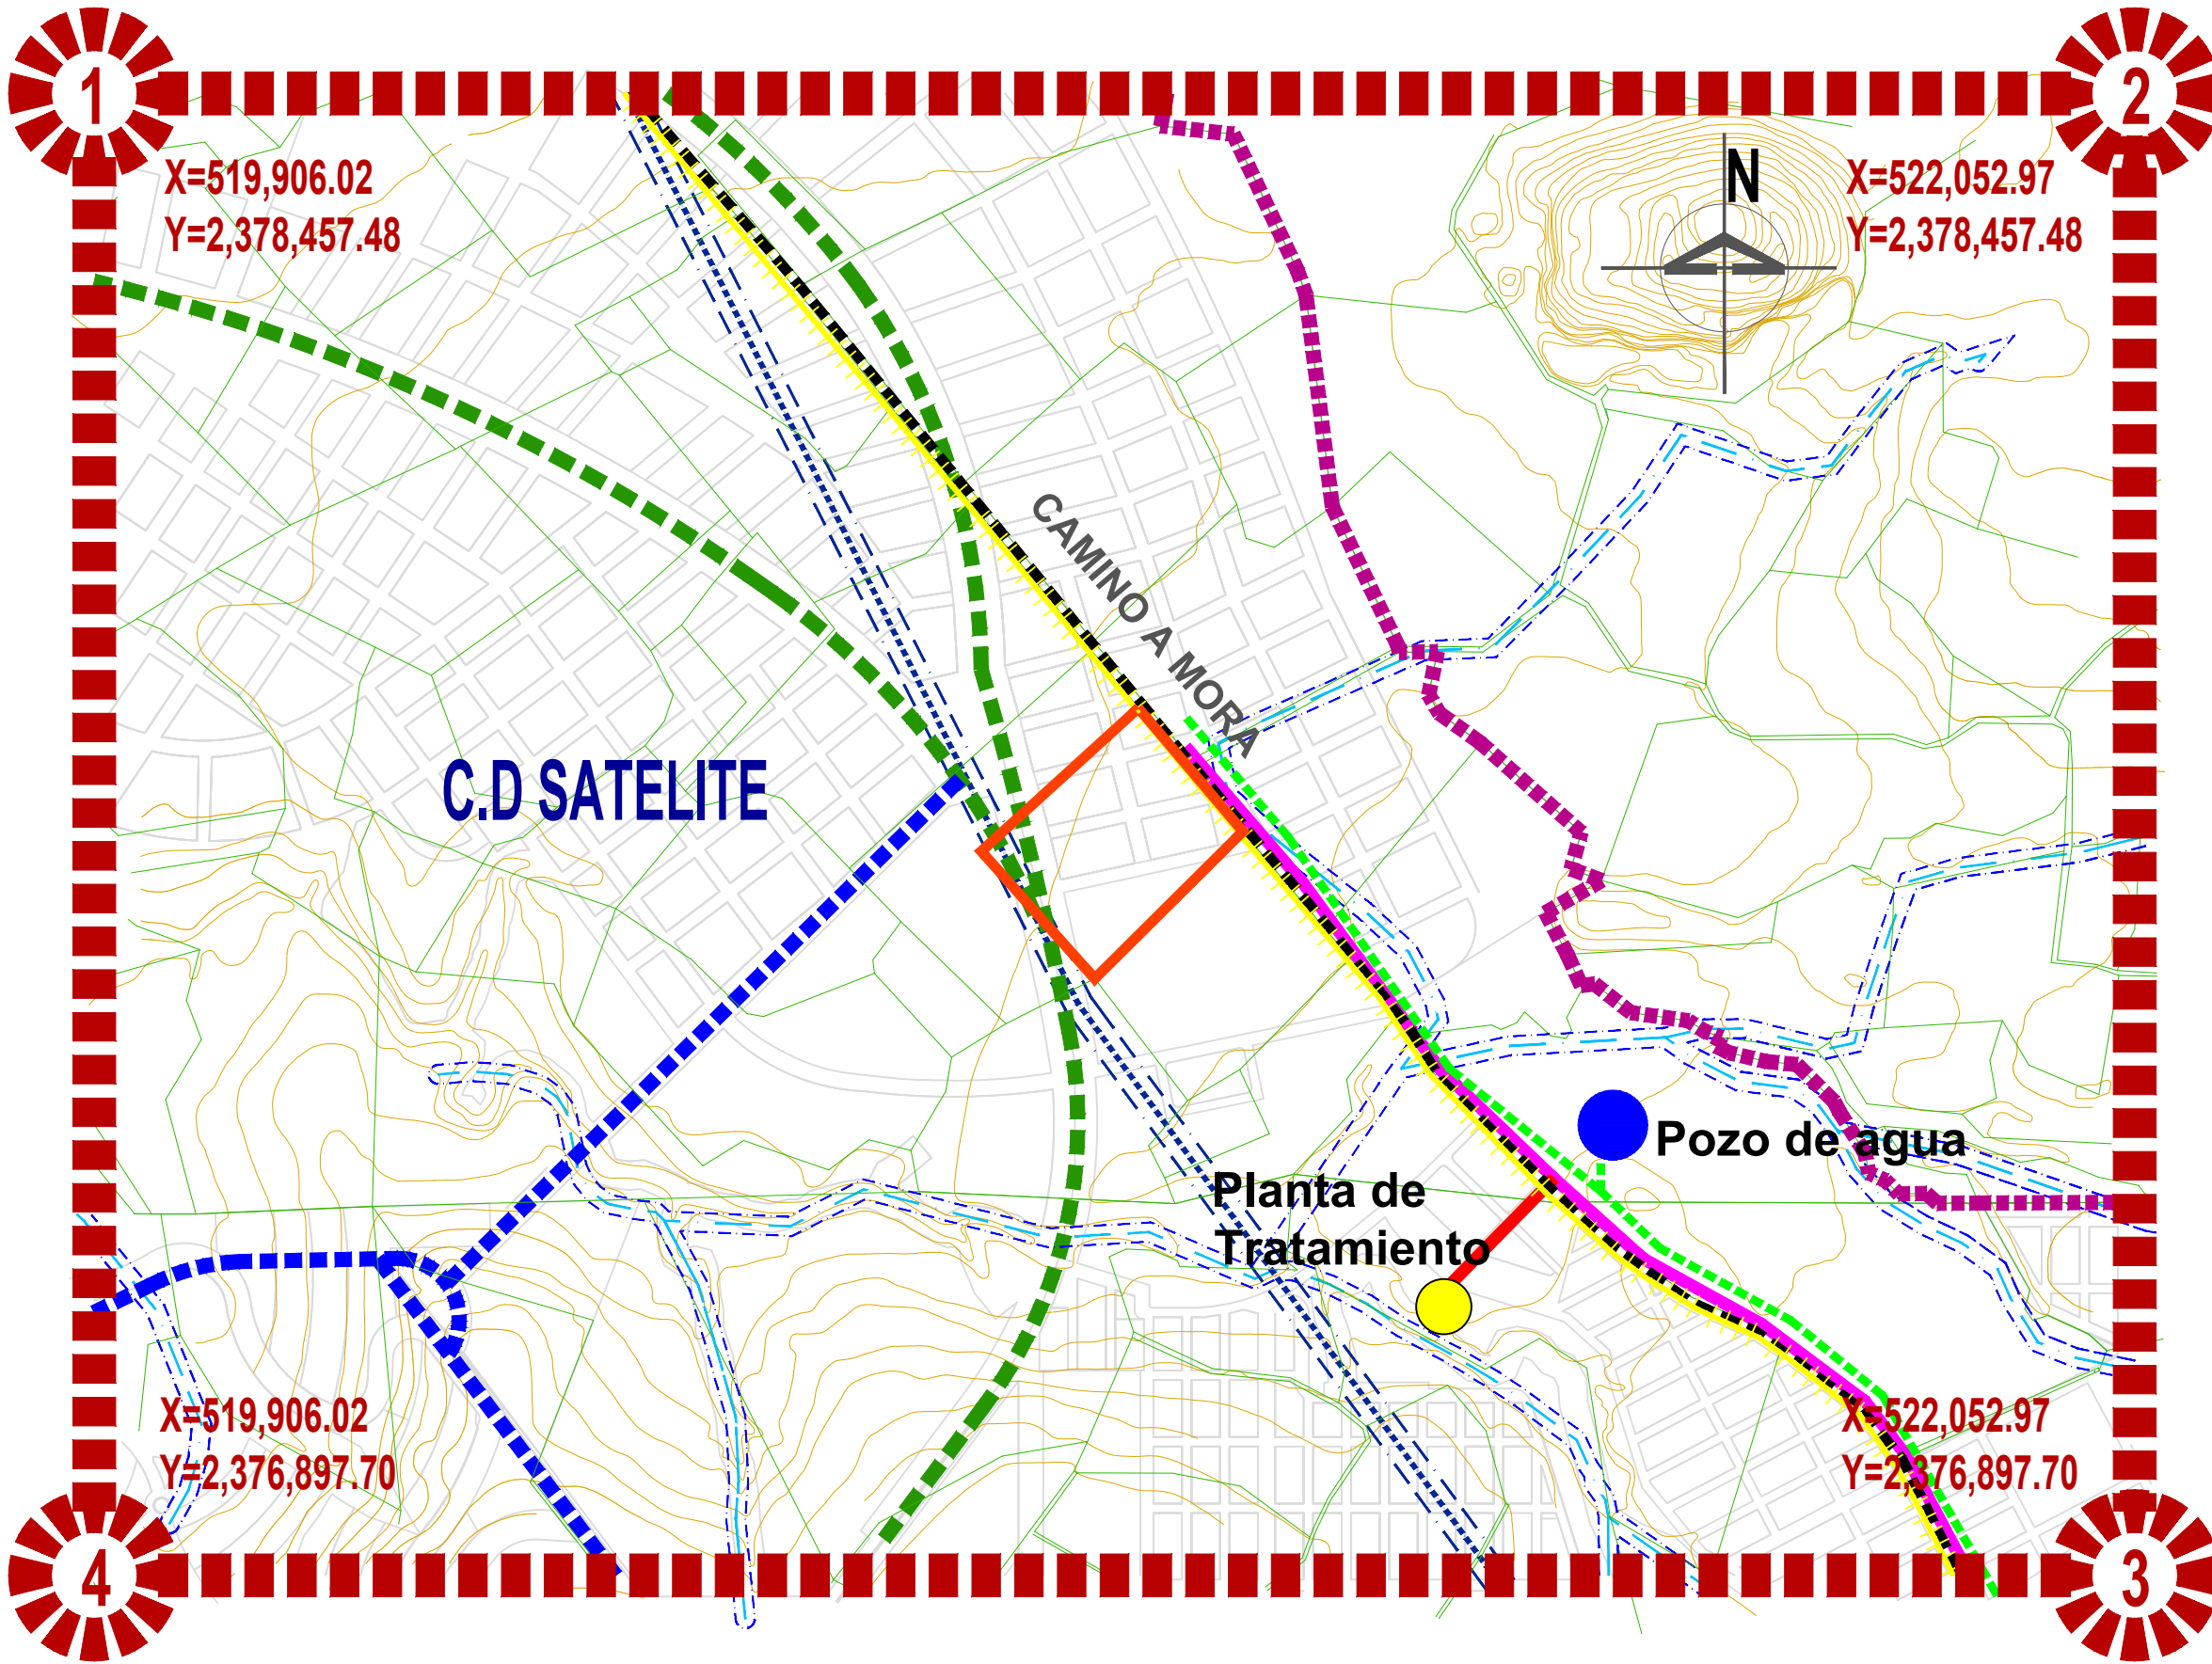 1
2
X=519,906.02
Y=2,378,457.48
N
X=522,052.97
Y=2,378,457.48
CAMINO A MORA
C.D SATELITE
Pozo de agua
Planta de
Tratamiento
X=519,906.02
Y=2,376,897.70
X=522,052.97
Y=2,376,897.70
4
3